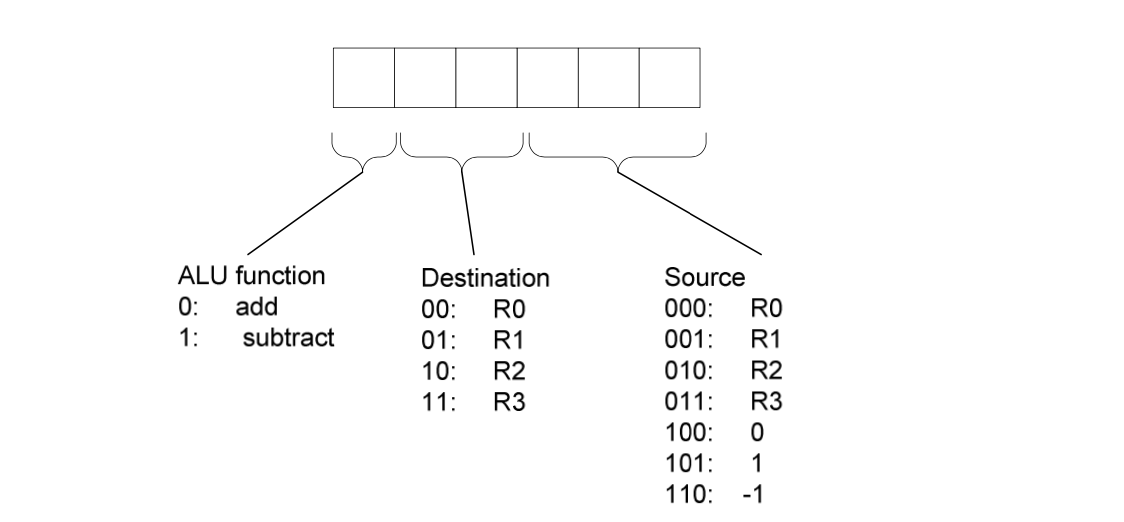 ALU function
0: add
1: subtract
Destination
00: R0
01: R1
10: R2
11: R3
Source
000: R0
001: R1
010: R2
011: R3
100: 0
101: 1
110: -1